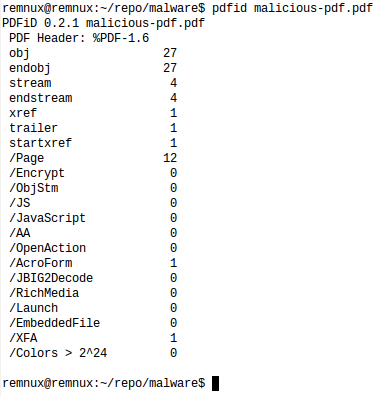 remnux@remnux:~/repo/malware$ pdfid malicious-pdf.pdf
PDFiD 0.2.1 malicious-pdf.pdf
PDF Header: %PDF-1.6
obj 27
endobj 27
stream 4
endstream 4
xref 1
trailer 1
startxref 1
/Page 12
/Encrypt 0
/ObjStm 0
/JS 0
/JavaScript 0
/AA 0
/OpenAction 0
/AcroForm 1
/JBIG2Decode 0
/RichMedia 0
/Launch 0
/EmbeddedFile 0
/XFA 1
/Colors > 2^24 0
remnux@remnux:~/repo/malware$